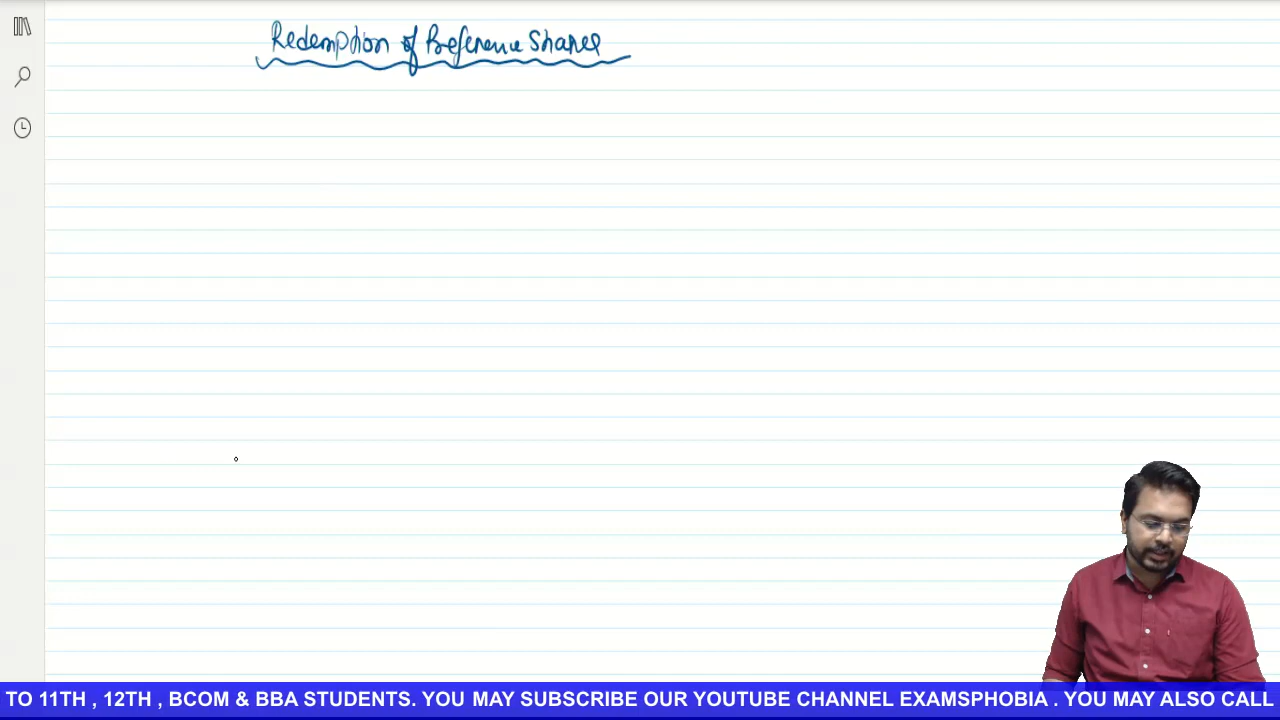 Redemption of Preference Shares
TO 11TH , 12TH , BCOM & BBA STUDENTS. YOU MAY SUBSCRIBE OUR YOUTUBE CHANNEL EXAMSPHOBIA . YOU MAY ALSO CALL